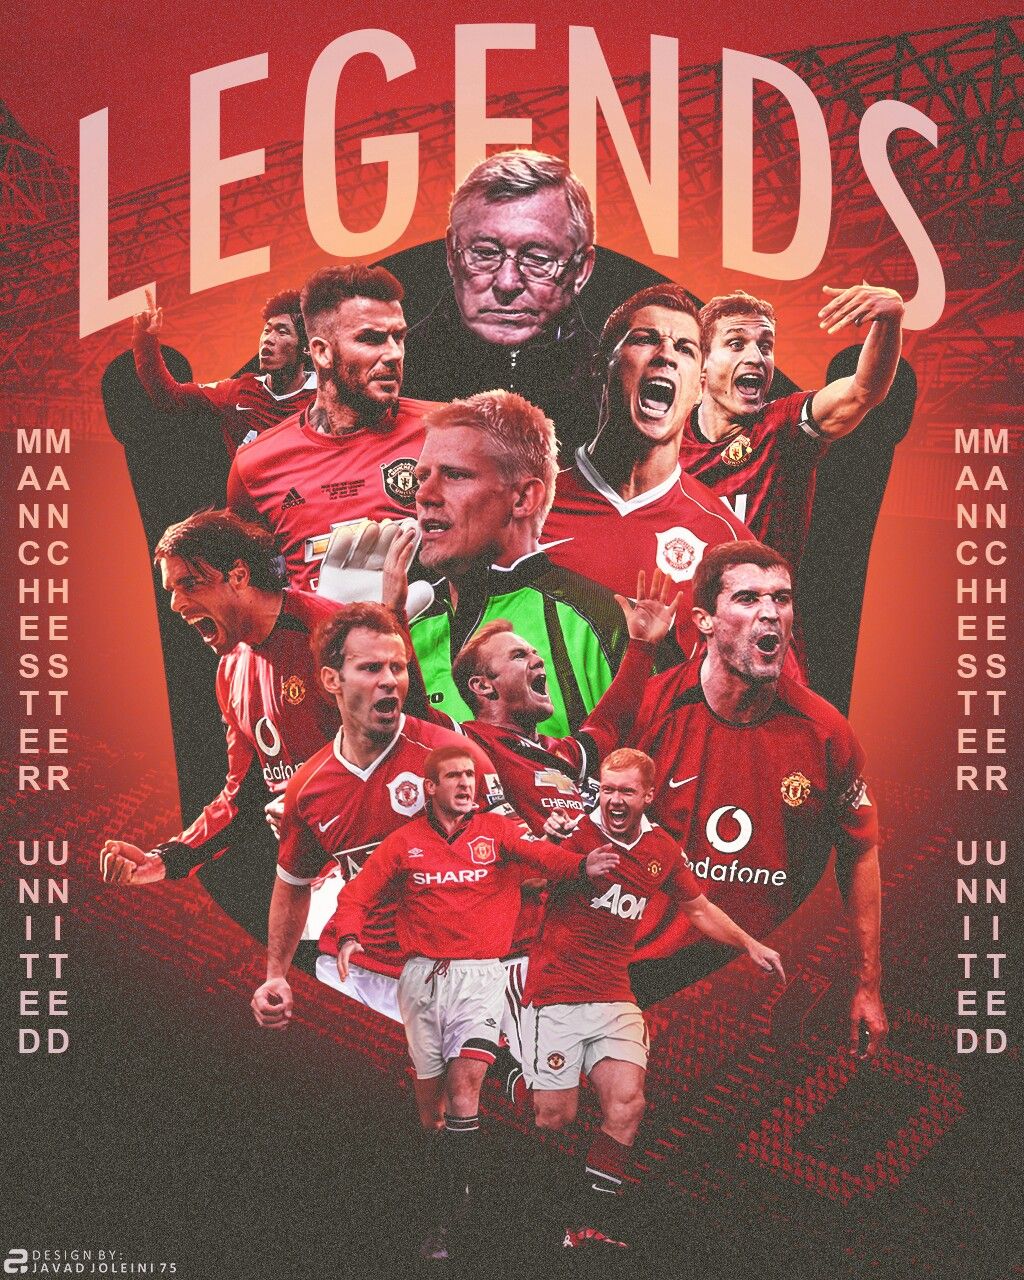 LEGENDS
MANCHESTER UNITED
MANCHESTER UNITED
MANCHESTER UNITED
MANCHESTER UNITED
vodafone
CHEVROLET
SHARP
AON
vodafone
DESIGN BY:
JAVAD JOLEINI 75